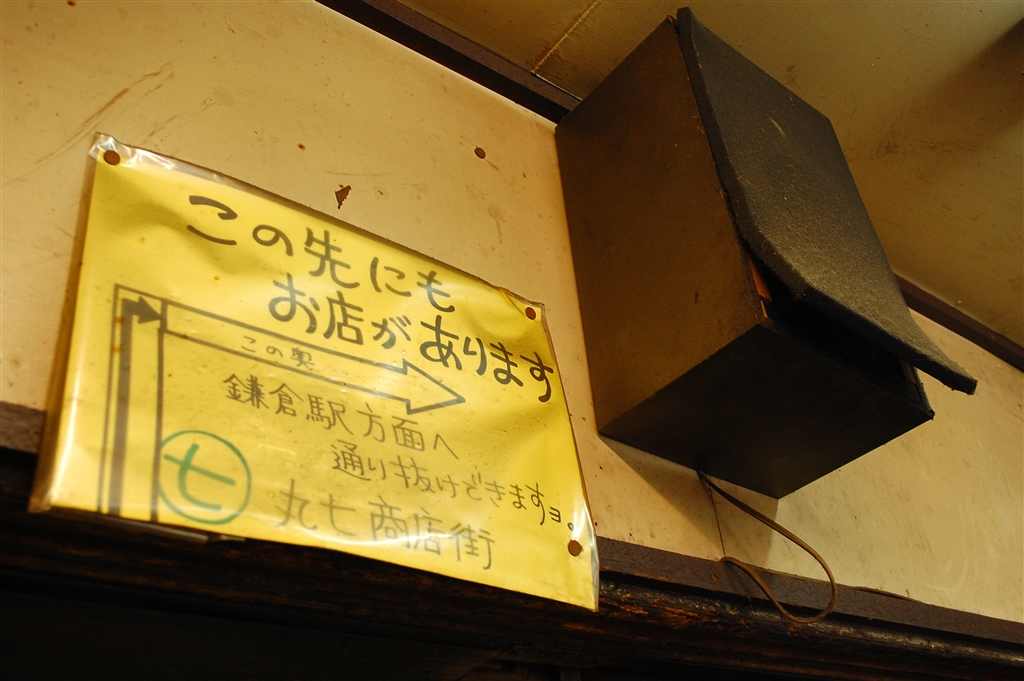 この先にも
お店があります
この奥
鎌倉駅方面へ
通り抜けできますョ。
七
丸七商店街